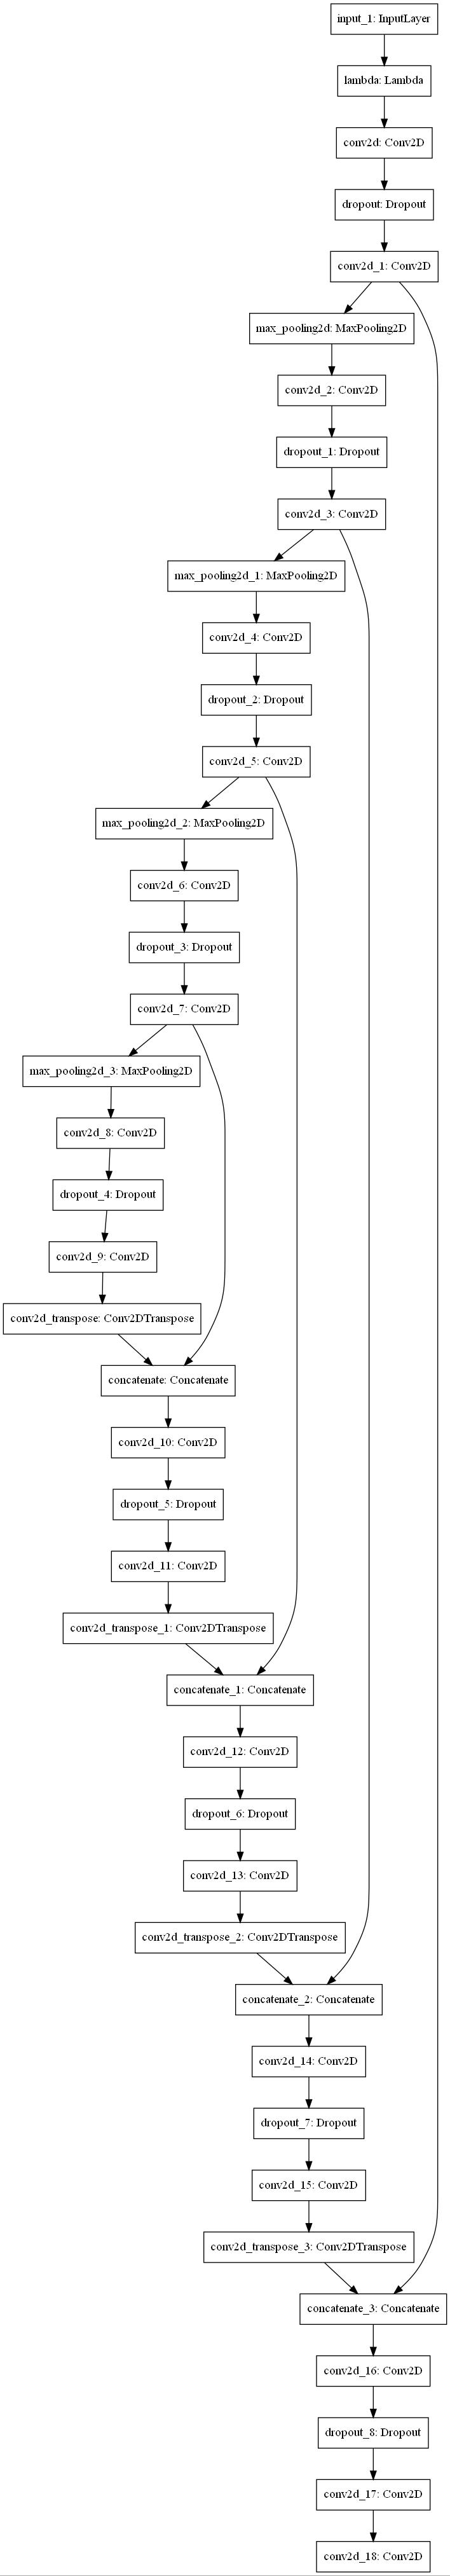 input_1: InputLayer
lambda: Lambda
conv2d: Conv2D
dropout: Dropout
conv2d_1: Conv2D
max_pooling2d: MaxPooling2D
conv2d_2: Conv2D
dropout_1: Dropout
conv2d_3: Conv2D
max_pooling2d_1: MaxPooling2D
conv2d_4: Conv2D
dropout_2: Dropout
conv2d_5: Conv2D
max_pooling2d_2: MaxPooling2D
conv2d_6: Conv2D
dropout_3: Dropout
conv2d_7: Conv2D
max_pooling2d_3: MaxPooling2D
conv2d_8: Conv2D
dropout_4: Dropout
conv2d_9: Conv2D
conv2d_transpose: Conv2DTranspose
concatenate: Concatenate
conv2d_10: Conv2D
dropout_5: Dropout
conv2d_11: Conv2D
conv2d_transpose_1: Conv2DTranspose
concatenate_1: Concatenate
conv2d_12: Conv2D
dropout_6: Dropout
conv2d_13: Conv2D
conv2d_transpose_2: Conv2DTranspose
concatenate_2: Concatenate
conv2d_14: Conv2D
dropout_7: Dropout
conv2d_15: Conv2D
conv2d_transpose_3: Conv2DTranspose
concatenate_3: Concatenate
conv2d_16: Conv2D
dropout_8: Dropout
conv2d_17: Conv2D
conv2d_18: Conv2D